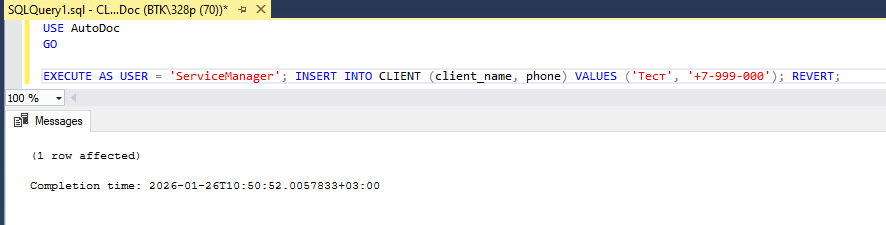 SQLQuery1.sql - CL...Doc (BTK\328p (70))*
USE AutoDoc
GO
EXECUTE AS USER = 'ServiceManager'; INSERT INTO CLIENT (client_name, phone) VALUES ('Тест', '+7-999-000'); REVERT;
100 %
Messages
(1 row affected)
Completion time: 2026-01-26T10:50:52.0057833+03:00